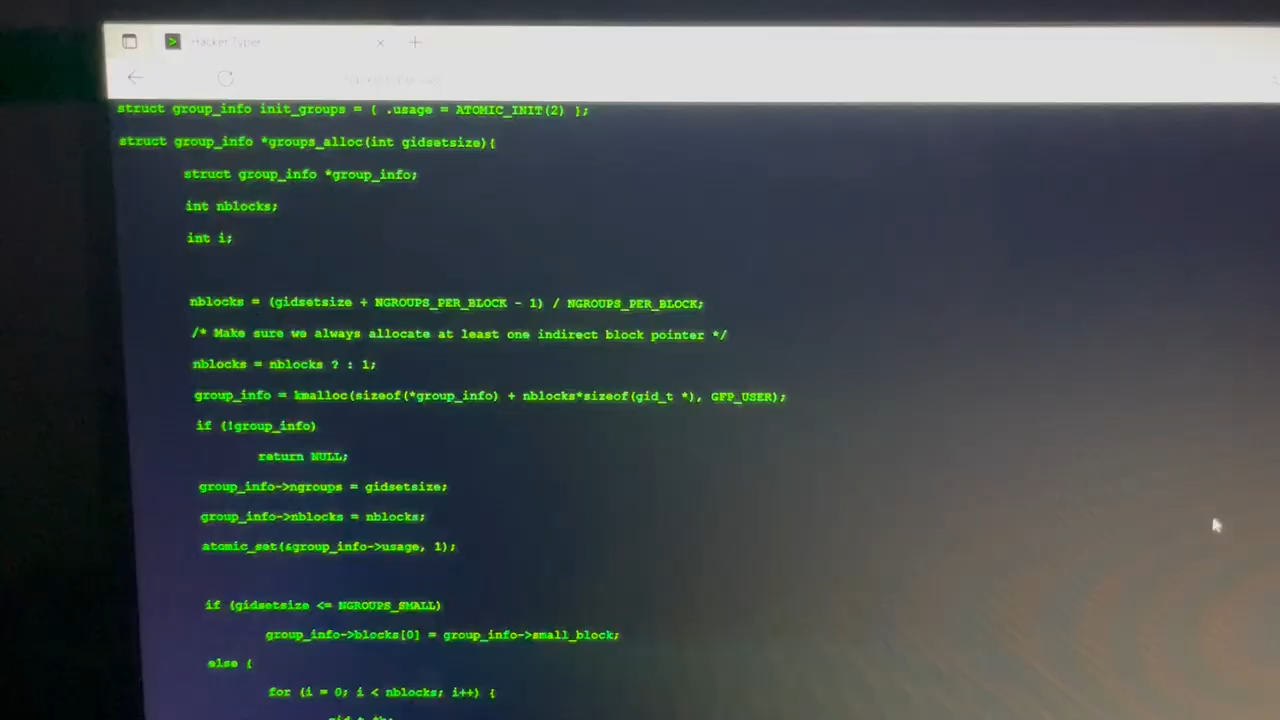 Hacker Typer
struct group_info init_groups = { .usage = ATOMIC_INIT(2) };
struct group_info *groups_alloc(int gidsetsize){
struct group_info *group_info;
int nblocks;
int i;
nblocks = (gidsetsize + NGROUPS_PER_BLOCK - 1) / NGROUPS_PER_BLOCK;
/* Make sure we always allocate at least one indirect block pointer */
nblocks = nblocks ? : 1;
group_info = kmalloc(sizeof(*group_info) + nblocks*sizeof(gid_t *), GFP_USER);
if (!group_info)
return NULL;
group_info->ngroups = gidsetsize;
group_info->nblocks = nblocks;
atomic_set(&group_info->usage, 1);
if (gidsetsize <= NGROUPS_SMALL)
group_info->blocks[0] = group_info->small_block;
else {
for (i = 0; i < nblocks; i++) {